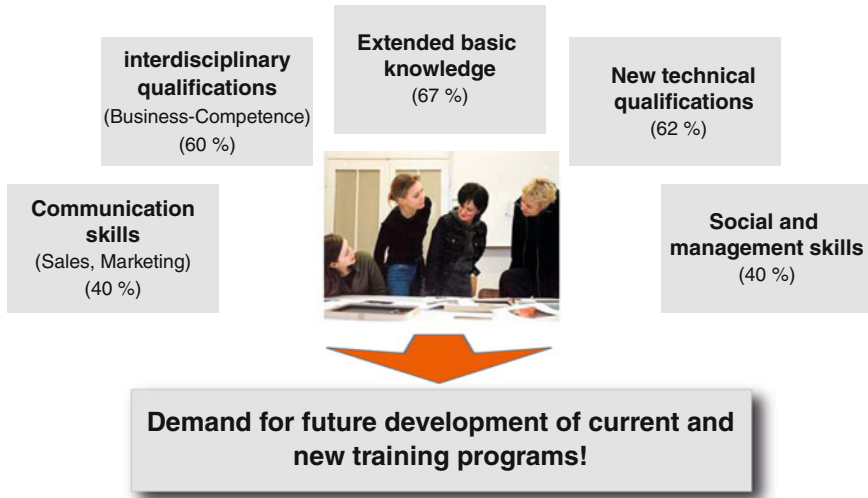 Extended basic
knowledge
(67 %)
interdisciplinary
qualifications
(Business-Competence)
(60 %)
New technical
qualifications
(62 %)
Communication
skills
(Sales, Marketing)
(40 %)
Social and
management skills
(40 %)
Demand for future development of current and
new training programs!